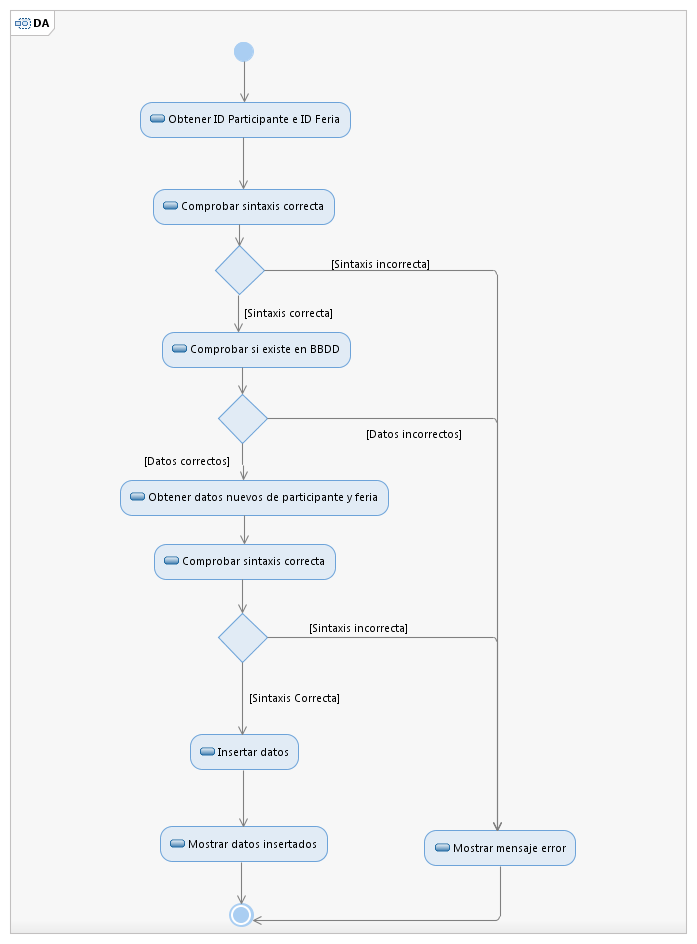 DA
Obtener ID Participante e ID Feria
Comprobar sintaxis correcta
[Sintaxis incorrecta]
[Sintaxis correcta]
Comprobar si existe en BBDD
[Datos incorrectos]
[Datos correctos]
Obtener datos nuevos de participante y feria
Comprobar sintaxis correcta
[Sintaxis incorrecta]
[Sintaxis Correcta]
Insertar datos
Mostrar datos insertados
Mostrar mensaje error